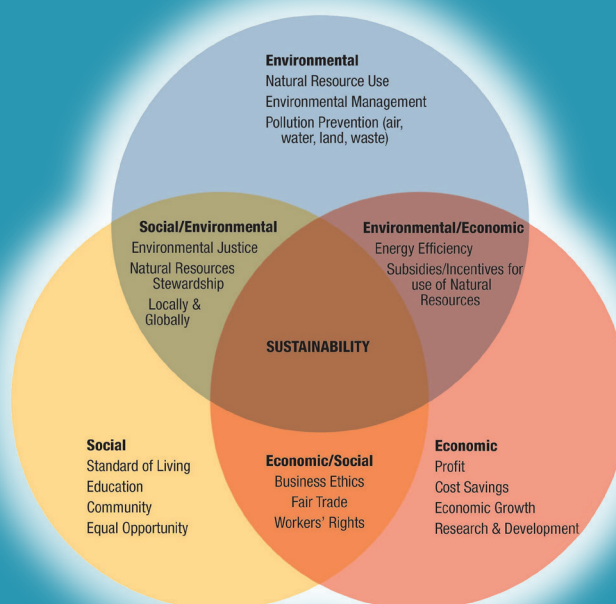 Environmental
Natural Resource Use
Environmental Management
Pollution Prevention (air,
water, land, waste)
Social/Environmental
Environmental Justice
Natural Resources
Stewardship
Locally &
Globally
Environmental/Economic
Energy Efficiency
Subsidies/Incentives for
use of Natural
Resources
SUSTAINABILITY
Social
Standard of Living
Education
Community
Equal Opportunity
Economic/Social
Business Ethics
Fair Trade
Workers’ Rights
Economic
Profit
Cost Savings
Economic Growth
Research & Development